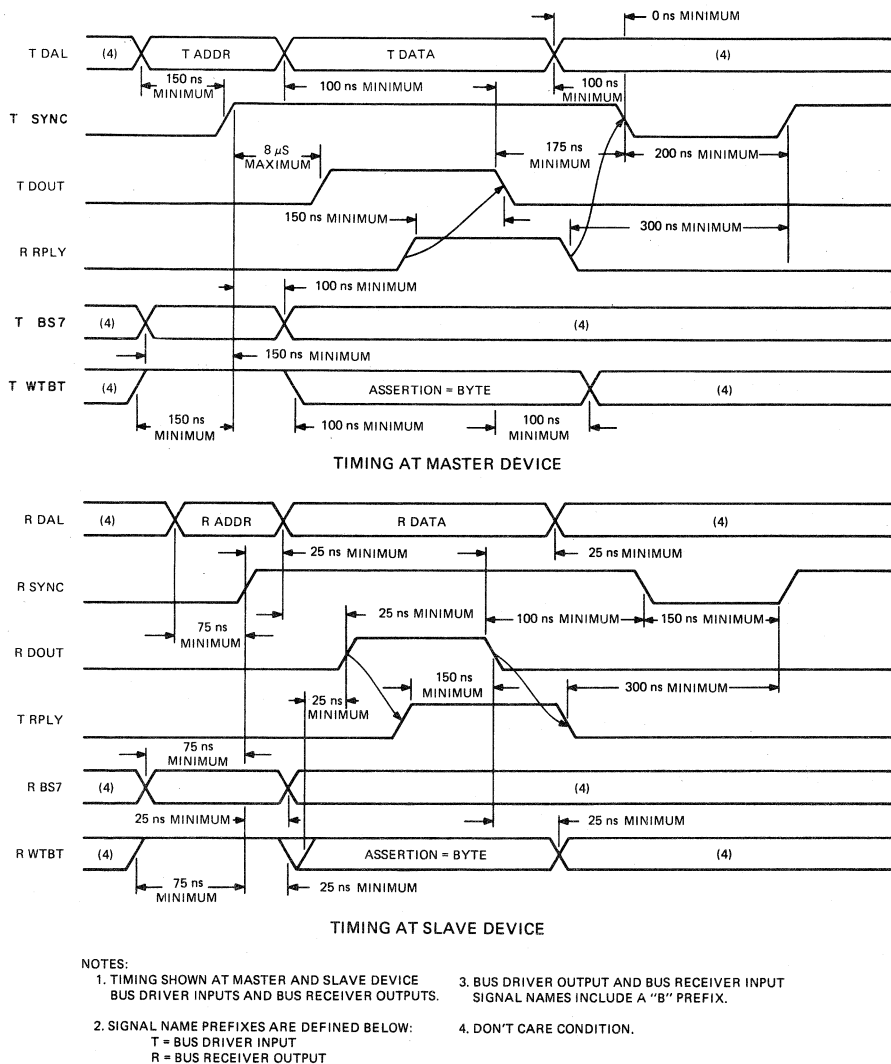 0 ns MINIMUM
T DAL (4) T ADDR T DATA (4)
150 ns MINIMUM
100 ns MINIMUM
100 ns MINIMUM
T SYNC
8 μS MAXIMUM
175 ns MINIMUM
200 ns MINIMUM
T DOUT
150 ns MINIMUM
300 ns MINIMUM
R RPLY
100 ns MINIMUM
T BS7 (4) (4)
150 ns MINIMUM
T WTBT (4) ASSERTION = BYTE (4)
150 ns MINIMUM
100 ns MINIMUM
100 ns MINIMUM
TIMING AT MASTER DEVICE
R DAL (4) R ADDR R DATA (4)
25 ns MINIMUM
25 ns MINIMUM
R SYNC
75 ns MINIMUM
25 ns MINIMUM
100 ns MINIMUM
150 ns MINIMUM
R DOUT
25 ns MINIMUM
150 ns MINIMUM
300 ns MINIMUM
T RPLY
75 ns MINIMUM
R BS7 (4) (4)
25 ns MINIMUM
25 ns MINIMUM
R WTBT (4) ASSERTION = BYTE (4)
75 ns MINIMUM
25 ns MINIMUM
TIMING AT SLAVE DEVICE
NOTES:
1. TIMING SHOWN AT MASTER AND SLAVE DEVICE
BUS DRIVER INPUTS AND BUS RECEIVER OUTPUTS.
2. SIGNAL NAME PREFIXES ARE DEFINED BELOW:
T = BUS DRIVER INPUT
R = BUS RECEIVER OUTPUT
3. BUS DRIVER OUTPUT AND BUS RECEIVER INPUT
SIGNAL NAMES INCLUDE A "B" PREFIX.
4. DON'T CARE CONDITION.